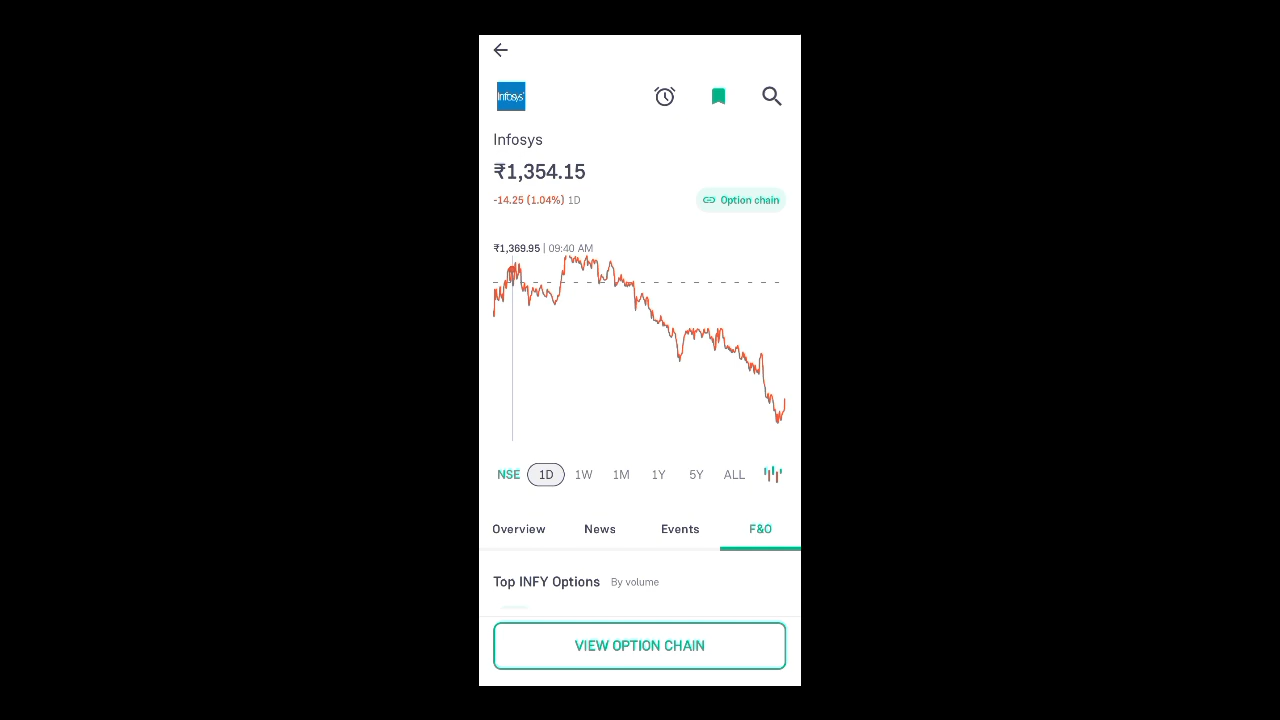 Infosys
Infosys
₹1,354.15
-14.25 (1.04%) 1D
Option chain
₹1,369.95 | 09:40 AM
NSE 1D 1W 1M 1Y 5Y ALL
Overview News Events F&O
Top INFY Options By volume
VIEW OPTION CHAIN